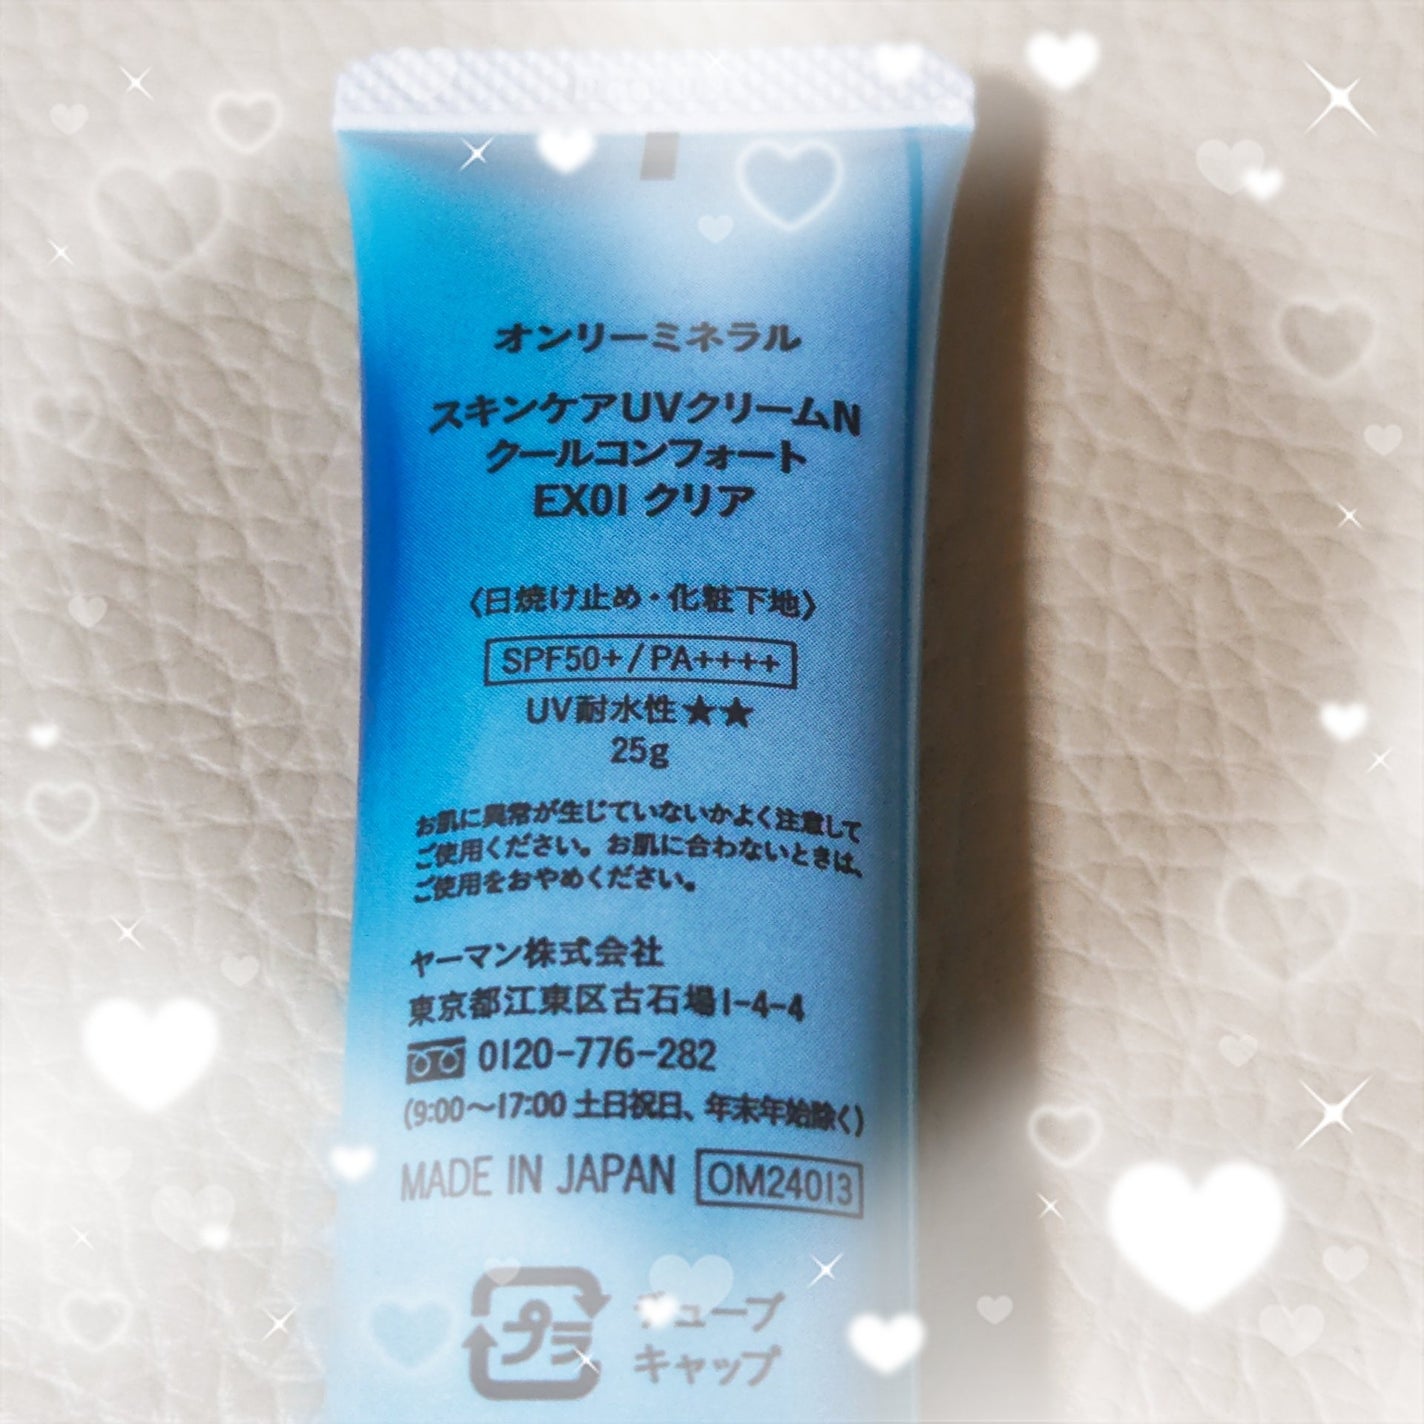 オンリーミネラル
スキンケアUVクリームN
クールコンフォート
EX01 クリア
〈日焼け止め・化粧下地〉
SPF50+/PA++++
UV耐水性★★
25g
お肌に異常が生じていないかよく注意して
ご使用ください。お肌に合わないときは、
ご使用をおやめください。
ヤーマン株式会社
東京都江東区古石場1-4-4
0120-776-282
(9:00〜17:00 土日祝日、年末年始除く)
MADE IN JAPAN OM24013
プラ チューブ
キャップ